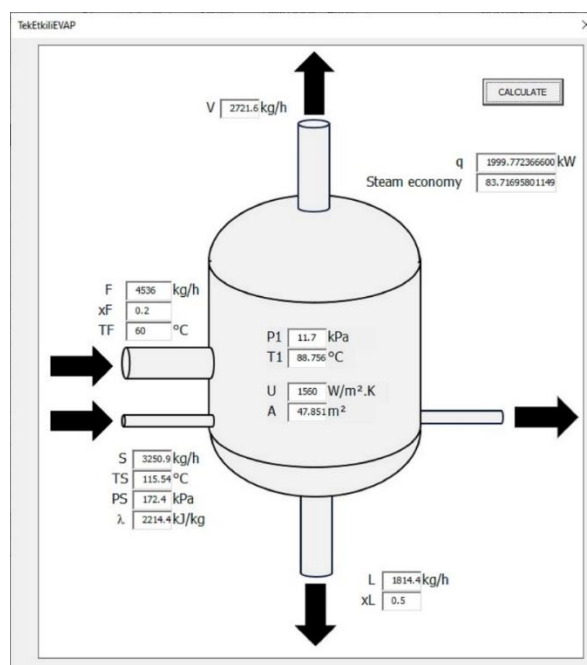 TekEtkiliEVAP
CALCULATE
V 2721.6 kg/h
q 1999.772366600 kW
Steam economy 83.71695801149
F 4536 kg/h
xF 0.2
TF 60 °C
P1 11.7 kPa
T1 88.756 °C
U 1560 W/m².K
A 47.851 m²
S 3250.9 kg/h
TS 115.54 °C
PS 172.4 kPa
λ 2214.4 kJ/kg
L 1814.4 kg/h
xL 0.5